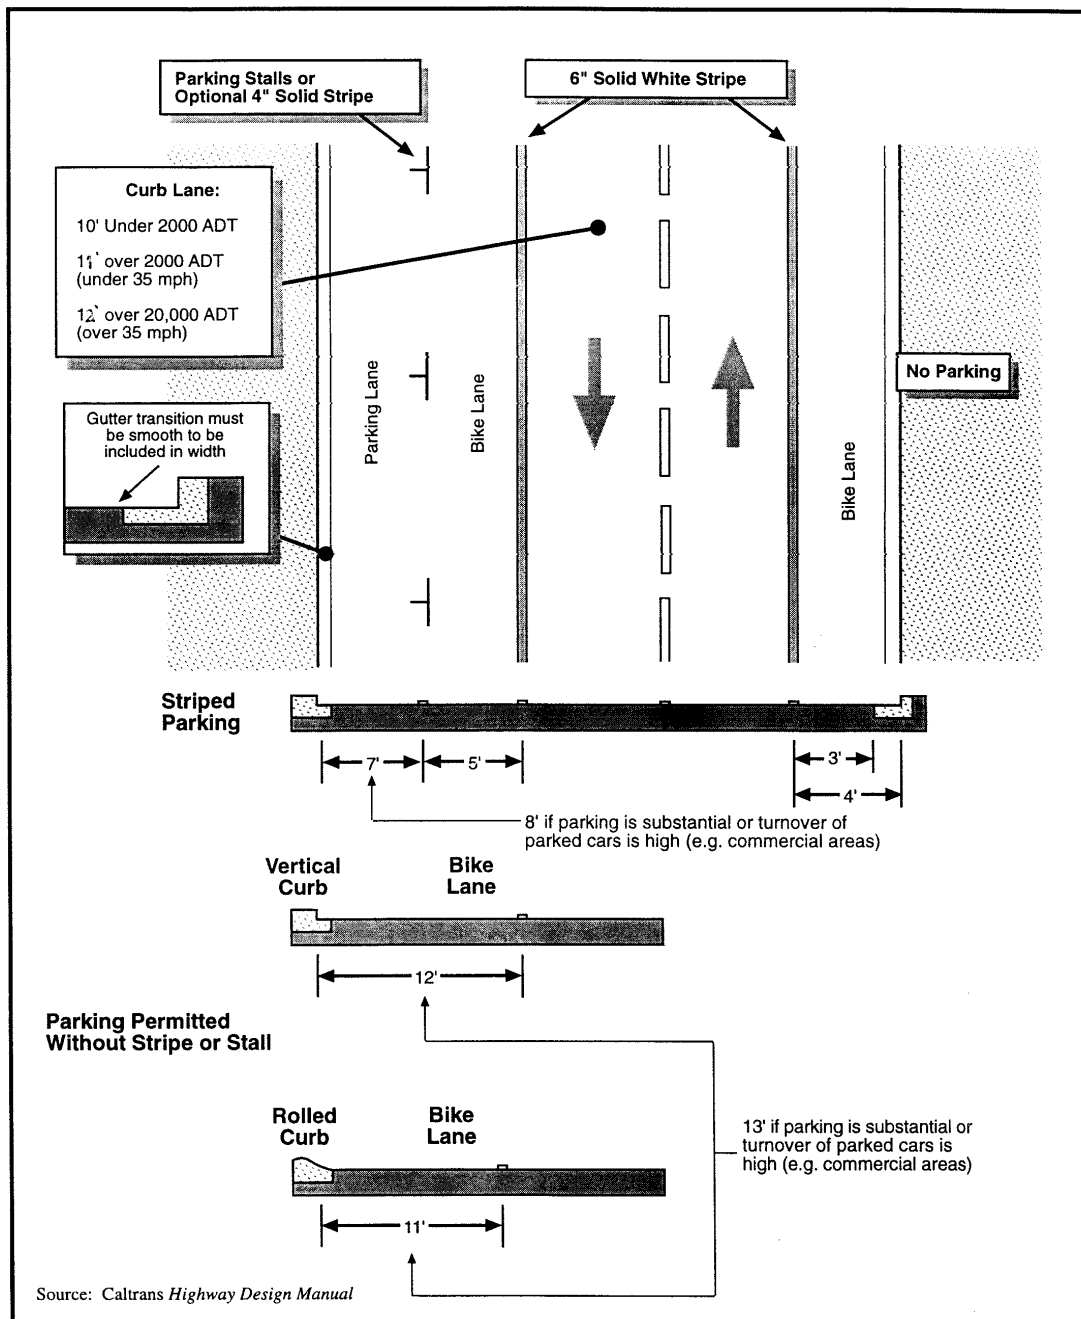 Parking Stalls or
Optional 4" Solid Stripe
6" Solid White Stripe
Curb Lane:
10' Under 2000 ADT
11' over 2000 ADT
(under 35 mph)
12' over 20,000 ADT
(over 35 mph)
Gutter transition must
be smooth to be
included in width
Parking Lane
Bike Lane
Bike Lane
No Parking
Striped
Parking
7'
5'
3'
4'
8' if parking is substantial or turnover of
parked cars is high (e.g. commercial areas)
Vertical
Curb
Bike
Lane
12'
Parking Permitted
Without Stripe or Stall
Rolled
Curb
Bike
Lane
11'
13' if parking is substantial or
turnover of parked cars is
high (e.g. commercial areas)
Source: Caltrans Highway Design Manual